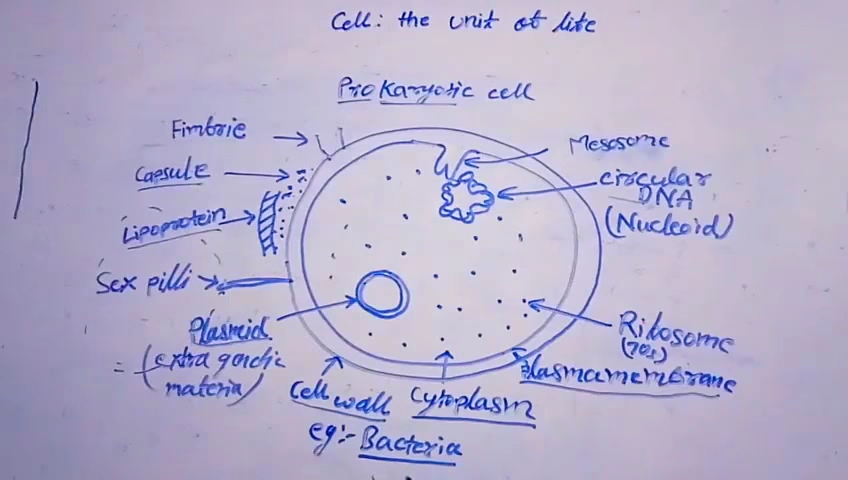 Cell: the unit of life
Prokaryotic cell
Fimbrie
Mesosome
Capsule
circular
DNA
(Nucleoid)
Lipoprotein
Sex pilli
Plasmid
= (extra genetic
material)
Ribosome
(70s)
Plasmamembrane
Cell wall
Cytoplasm
eg:- Bacteria